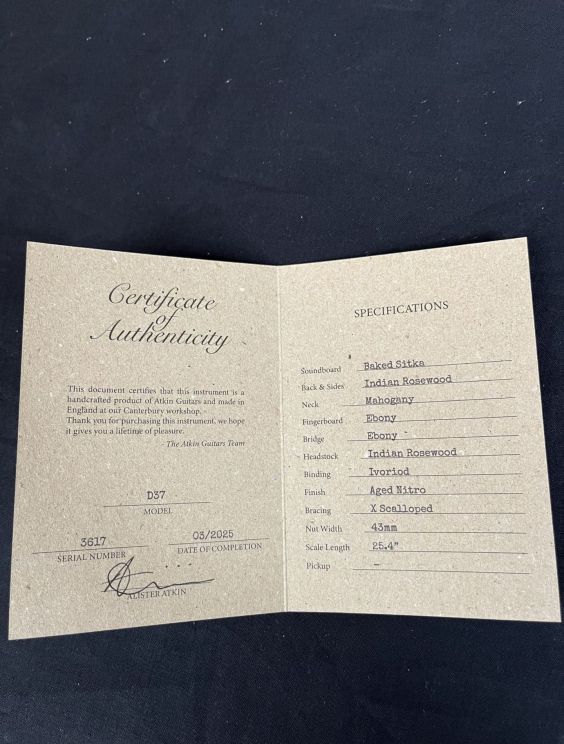 Certificate
of
Authenticity
This document certifies that this instrument is a
handcrafted product of Atkin Guitars and made in
England at our Canterbury workshop.
Thank you for purchasing this instrument, we hope
it gives you a lifetime of pleasure.
- The Atkin Guitars Team
D37
MODEL
3617
SERIAL NUMBER
03/2025
DATE OF COMPLETION
ALISTER ATKIN
SPECIFICATIONS
Soundboard Baked Sitka
Back & Sides Indian Rosewood
Neck Mahogany
Fingerboard Ebony
Bridge Ebony
Headstock Indian Rosewood
Binding Ivoriod
Finish Aged Nitro
Bracing X Scalloped
Nut Width 43mm
Scale Length 25.4"
Pickup -